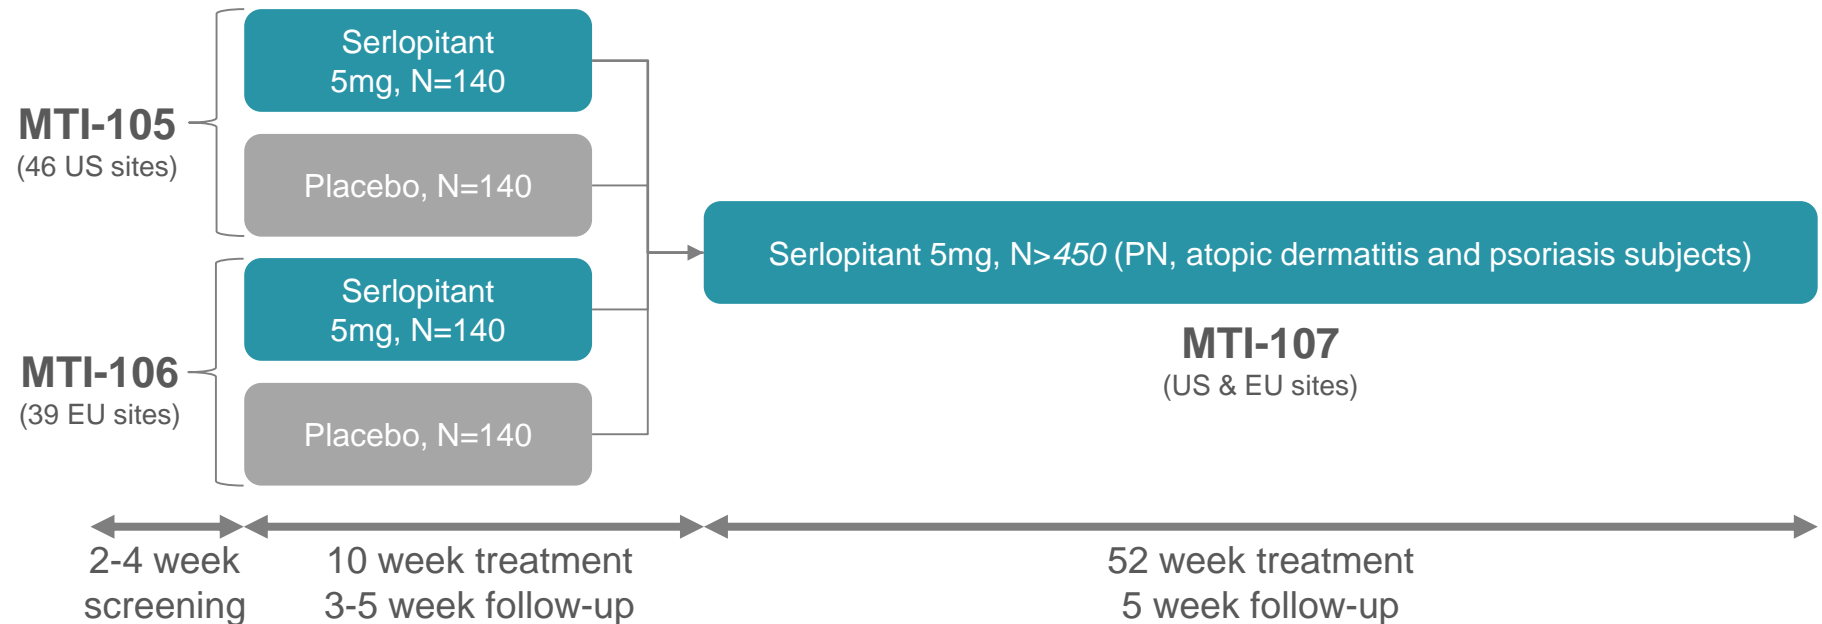 MTI-105
(46 US sites)
Serlopitant
5mg, N=140
Placebo, N=140
MTI-106
(39 EU sites)
Serlopitant
5mg, N=140
Placebo, N=140
Serlopitant 5mg, N>450 (PN, atopic dermatitis and psoriasis subjects)
MTI-107
(US & EU sites)
2-4 week
screening
10 week treatment
3-5 week follow-up
52 week treatment
5 week follow-up